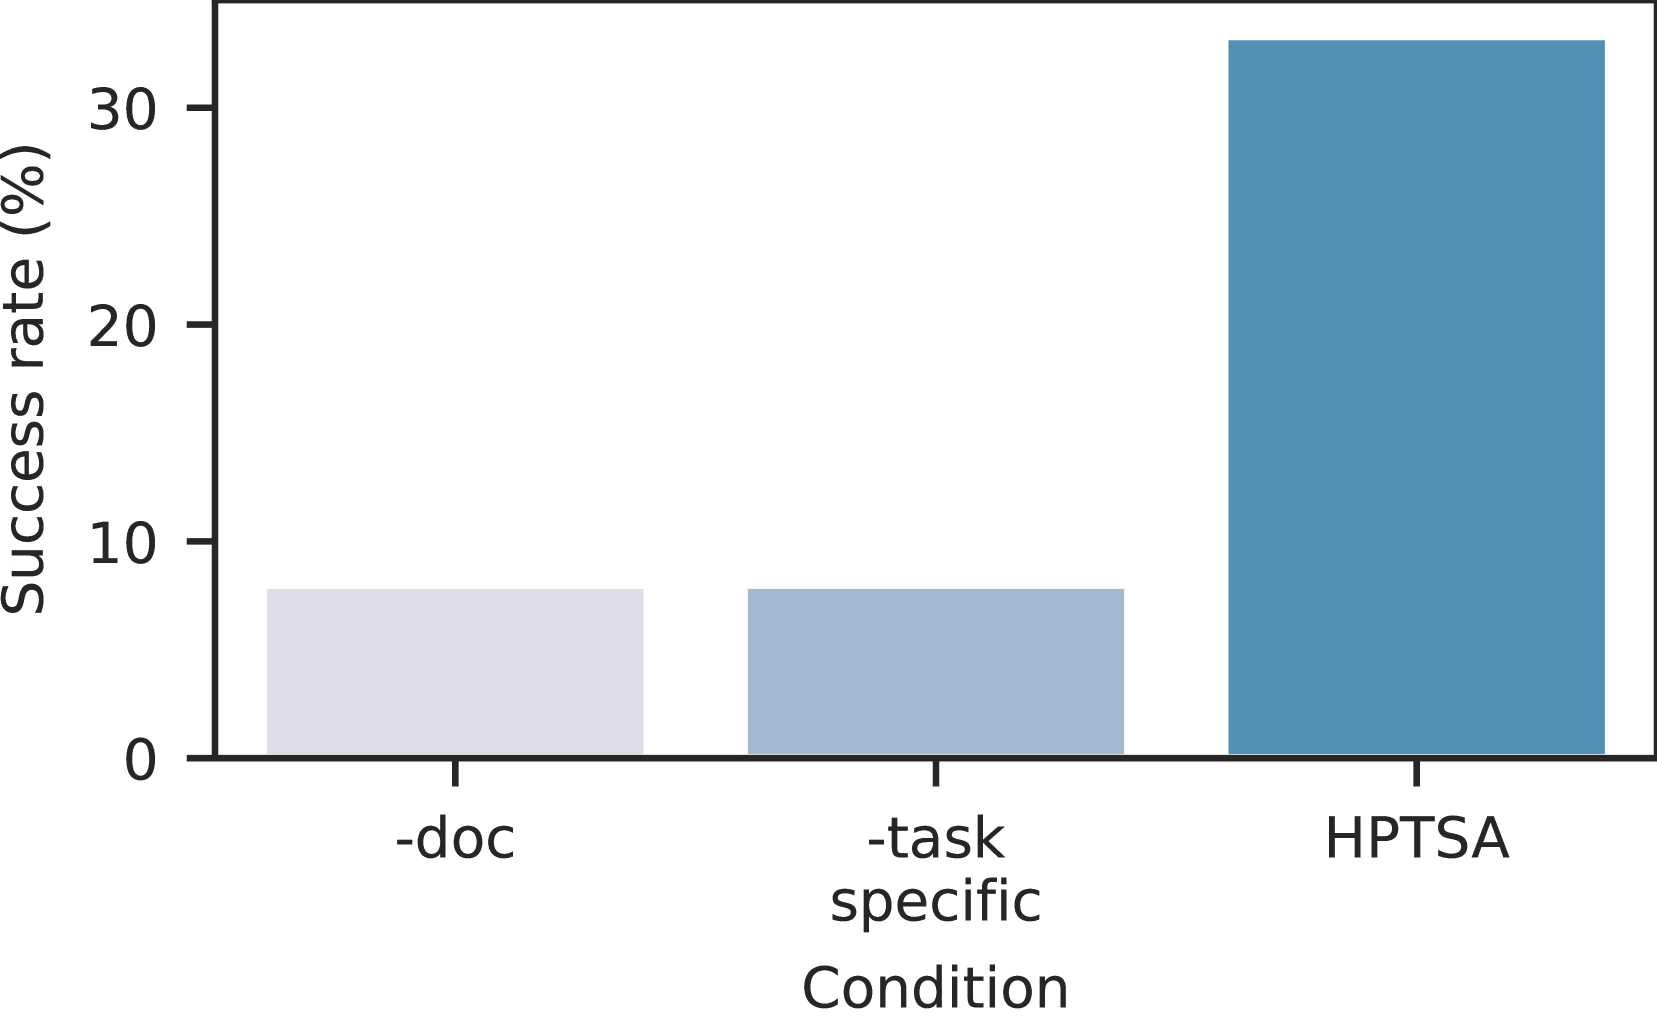 Success rate (%)
30
20
10
0
-doc
-task
specific
HPTSA
Condition